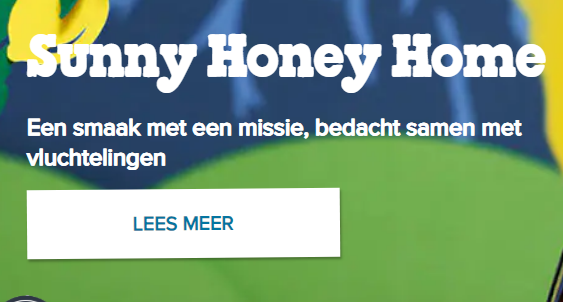 Sunny Honey Home
Een smaak met een missie, bedacht samen met
vluchtelingen
LEES MEER